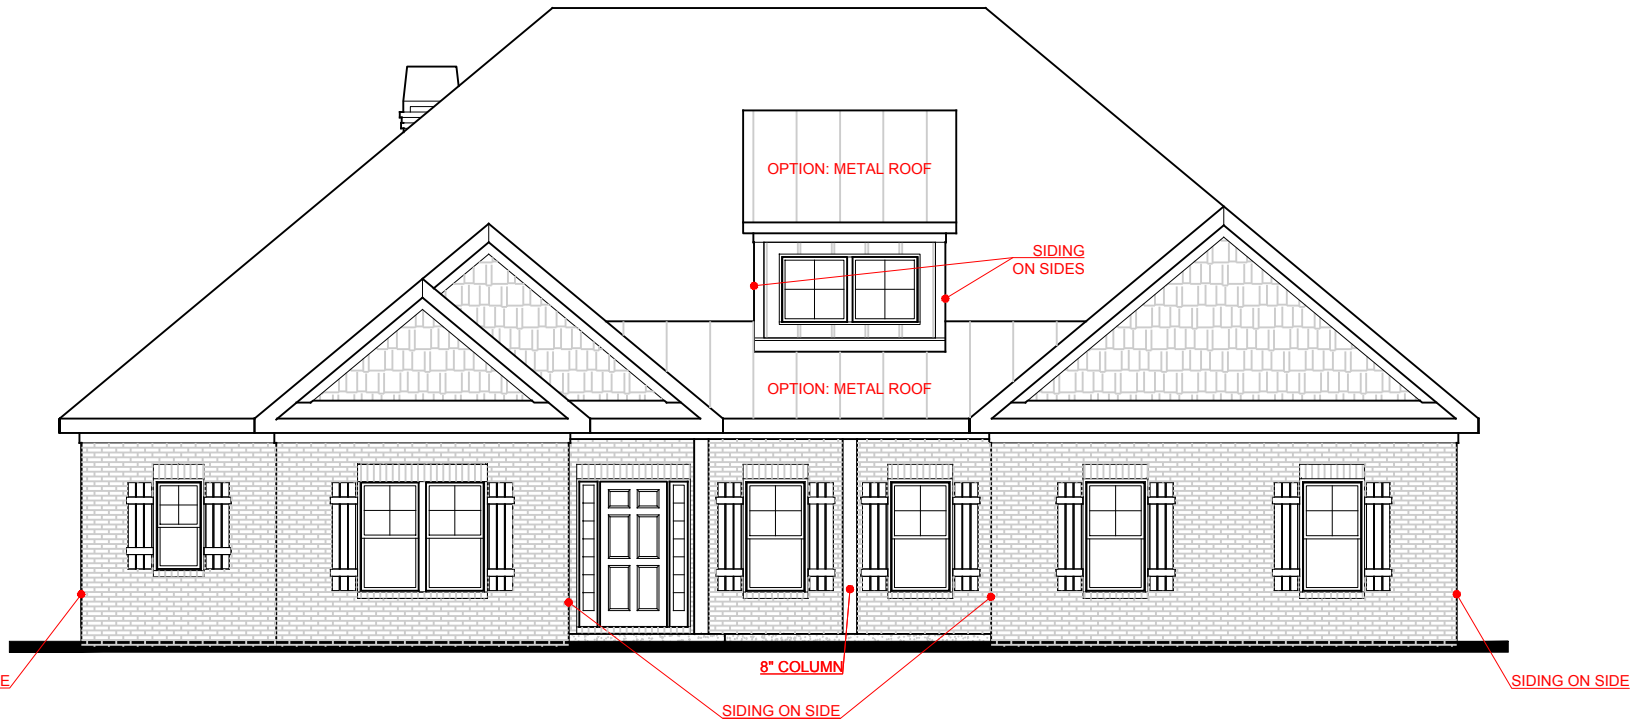 OPTION: METAL ROOF
SIDING
ON SIDES
OPTION: METAL ROOF
8" COLUMN
E
SIDING ON SIDE
SIDING ON SIDE